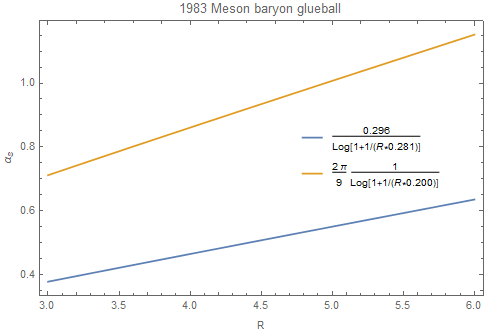 1983 Meson baryon glueball
α_s
1.0
0.8
0.6
0.4
0.296
Log[1+1/(R*0.281)]
2 π 1
9 Log[1+1/(R*0.200)]
3.0 3.5 4.0 4.5 5.0 5.5 6.0
R